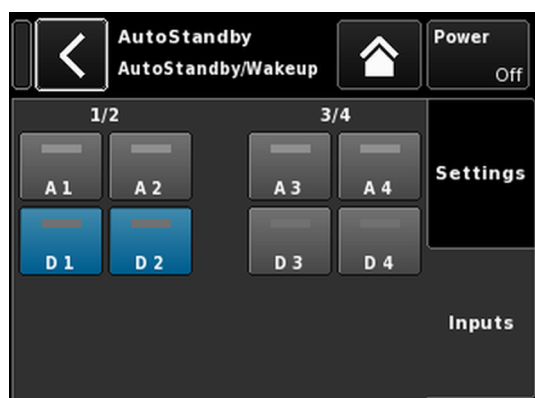 AutoStandby
AutoStandby/Wakeup
Power
Off
1/2
3/4
A 1
A 2
A 3
A 4
D 1
D 2
D 3
D 4
Settings
Inputs